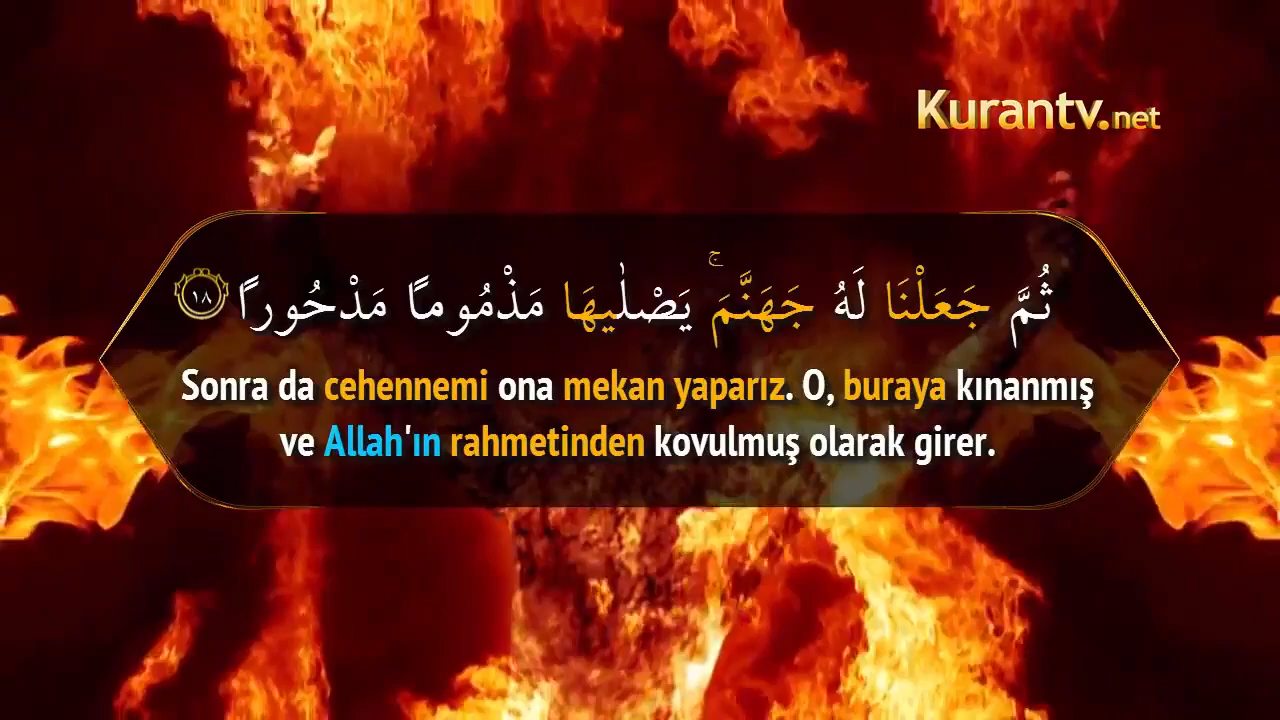 Kurantv.net
ثُمَّ جَعَلْنَا لَهُ جَهَنَّمَۚ يَصْلٰيهَا مَذْمُومًا مَدْحُورًا ١٨
Sonra da cehennemi ona mekan yaparız. O, buraya kınanmış
ve Allah'ın rahmetinden kovulmuş olarak girer.